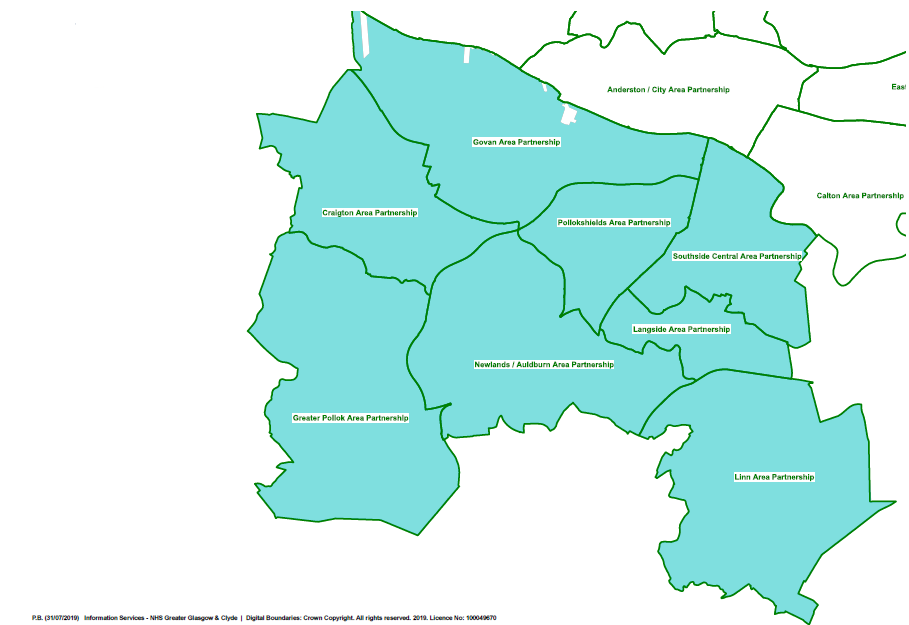 Anderston / City Area Partnership
East
Govan Area Partnership
Calton Area Partnership
Craigton Area Partnership
Pollokshields Area Partnership
Southside Central Area Partnership
Langside Area Partnership
Newlands / Auldburn Area Partnership
Greater Pollok Area Partnership
Linn Area Partnership
P.B. (31/07/2019) Information Services - NHS Greater Glasgow & Clyde | Digital Boundaries: Crown Copyright. All rights reserved. 2019. Licence No: 100049670